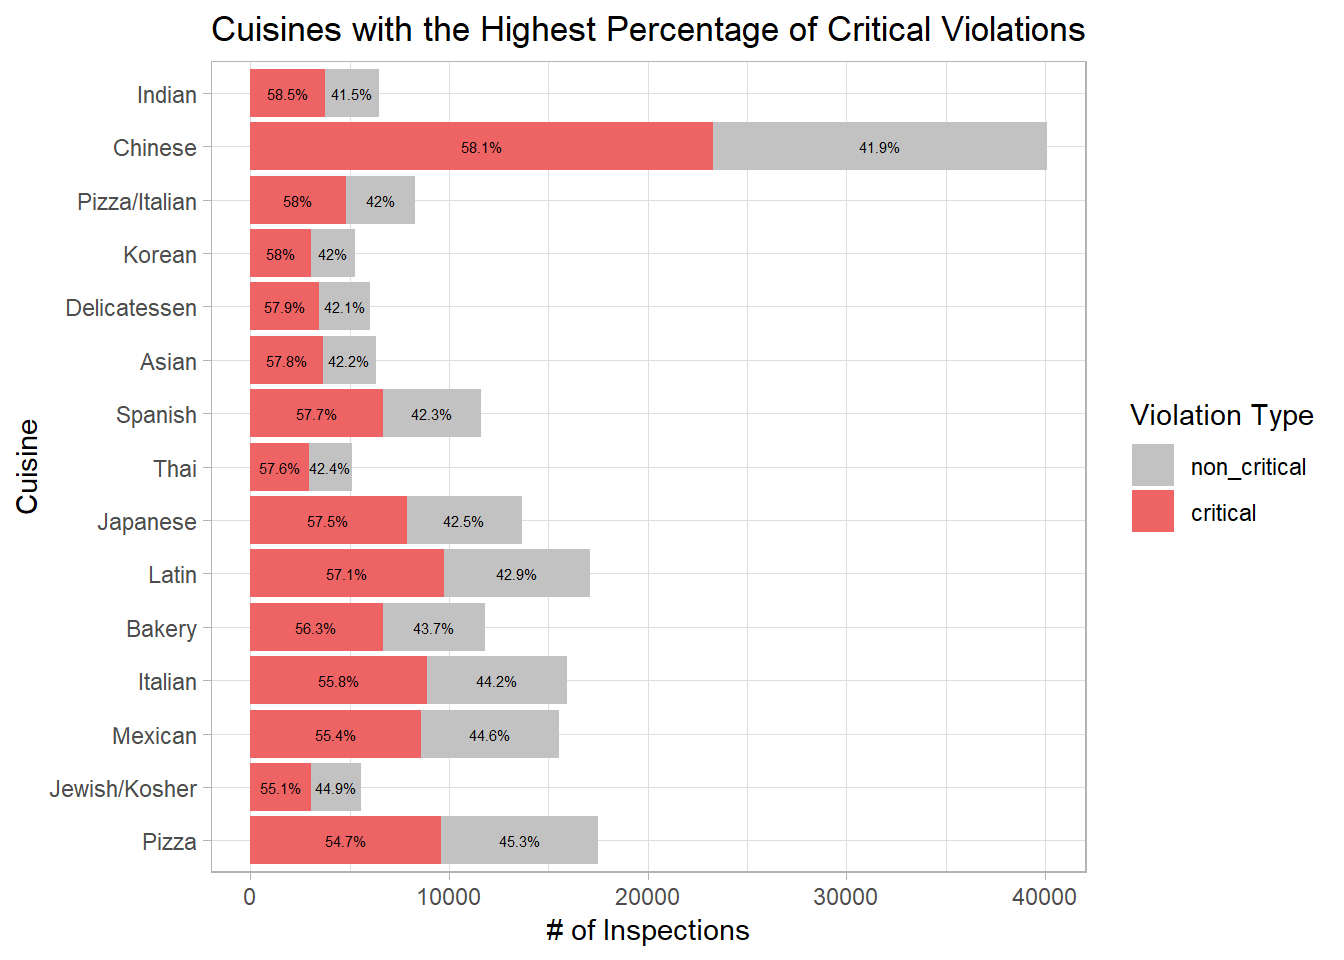 Cuisines with the Highest Percentage of Critical Violations
Indian
58.5%
41.5%
Chinese
58.1%
41.9%
Pizza/Italian
58%
42%
Korean
58%
42%
Delicatessen
57.9%
42.1%
Asian
57.8%
42.2%
Spanish
57.7%
42.3%
Thai
57.6%
42.4%
Japanese
57.5%
42.5%
Latin
57.1%
42.9%
Bakery
56.3%
43.7%
Italian
55.8%
44.2%
Mexican
55.4%
44.6%
Jewish/Kosher
55.1%
44.9%
Pizza
54.7%
45.3%
0
10000
20000
30000
40000
# of Inspections
Cuisine
Violation Type
non_critical
critical